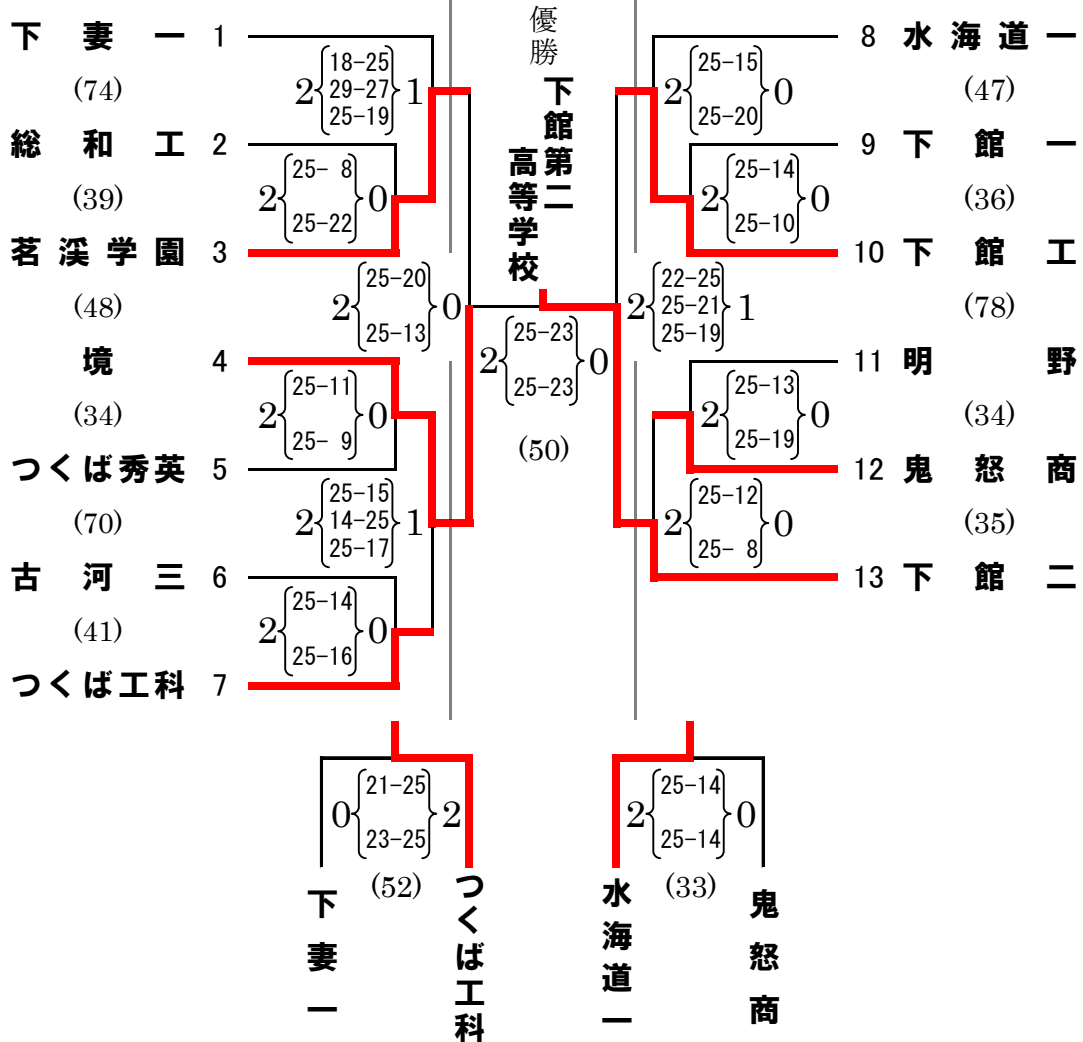 優勝
下館第二
高等学校
下妻一 1
(74)
18-25
2 29-27 1
25-19
総和工 2
(39)
25- 8
2 0
25-22
茗渓学園 3
(48)
25-20
2 0
25-13
境 4
(34)
25-11
2 0
25- 9
つくば秀英 5
(70)
25-15
2 14-25 1
25-17
古河三 6
(41)
25-14
2 0
25-16
つくば工科 7
25-23
2 0
25-23
(50)
8 水海道一
(47)
25-15
2 0
25-20
9 下館一
(36)
25-14
2 0
25-10
10 下館工
(78)
22-25
2 25-21 1
25-19
11 明野
(34)
25-13
2 0
25-19
12 鬼怒商
(35)
25-12
2 0
25- 8
13 下館二
21-25
0 2
23-25
(52)
下妻一
つくば工科
25-14
2 0
25-14
(33)
水海道一
鬼怒商